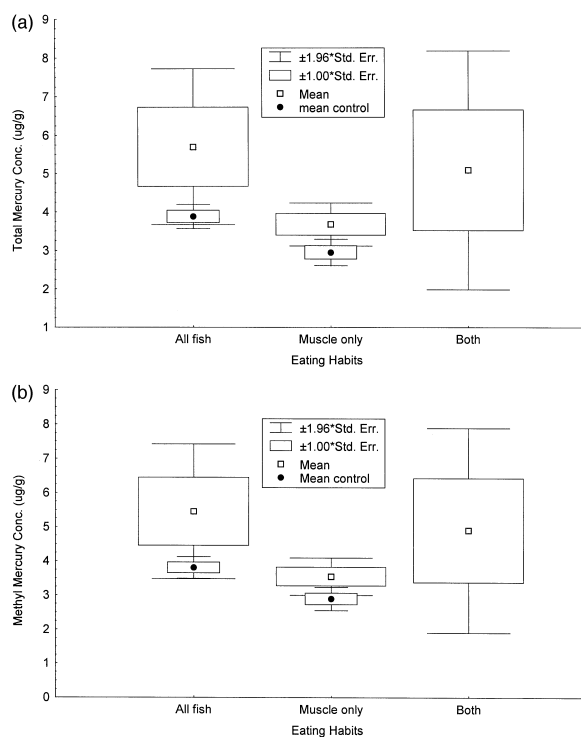 (a)
9
8
7
6
5
4
3
2
1
Total Mercury Conc. (ug/g)
±1.96*Std. Err.
±1.00*Std. Err.
Mean
mean control
All fish
Muscle only
Both
Eating Habits
(b)
9
8
7
6
5
4
3
2
1
0
Methyl Mercury Conc. (ug/g)
±1.96*Std. Err.
±1.00*Std. Err.
Mean
Mean control
All fish
Muscle only
Both
Eating Habits